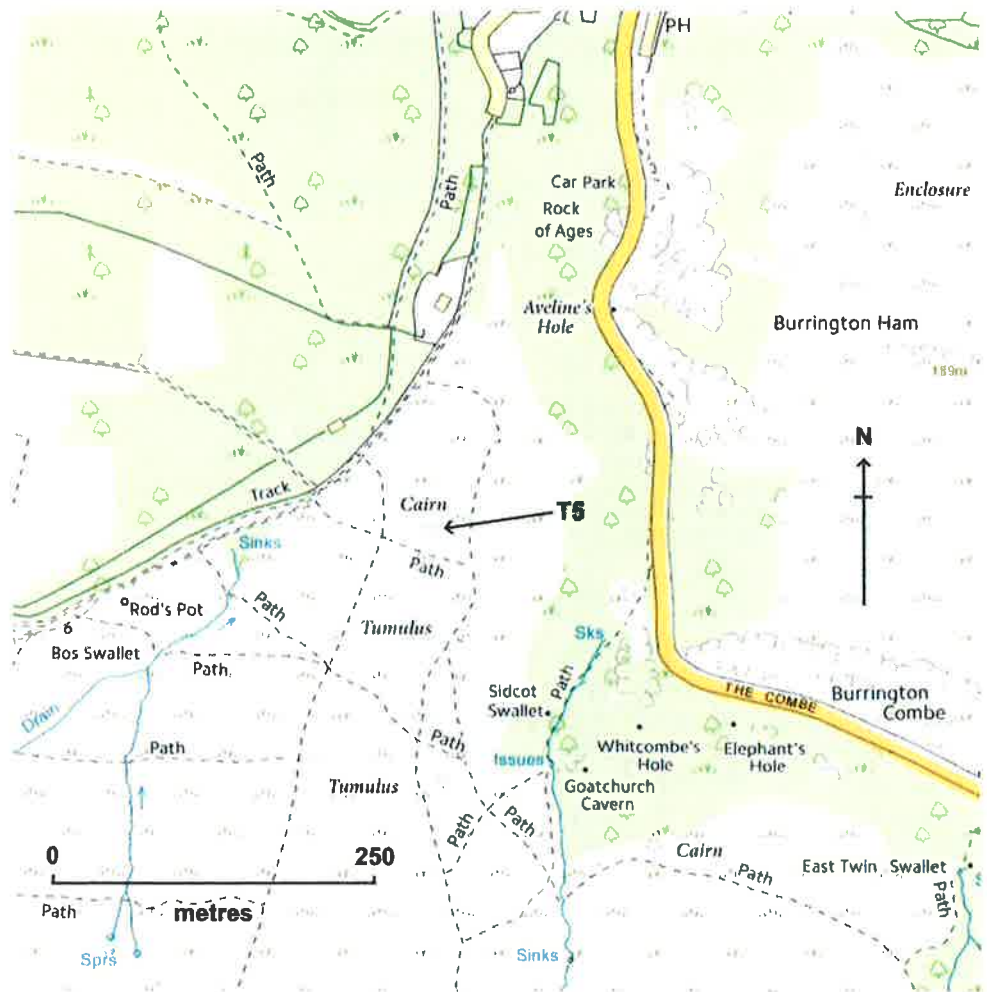 PH
Path
Path
Car Park
Rock
of Ages
Enclosure
Aveline's
Hole
Burrington Ham
189m
N
Track
Cairn
T5
Sinks
Path
Path
Rod's Pot
Tumulus
Bos Swallet
Path
Sks
Path
Sidcot
Swallet
THE COMBE
Burrington
Combe
Drain
Path
Path
Issues
Whitcombe's
Hole
Elephant's
Hole
Goatchurch
Cavern
Tumulus
Path
Path
Cairn
Path
East Twin Swallet
0
250
metres
Path
Path
Sprs
Sinks